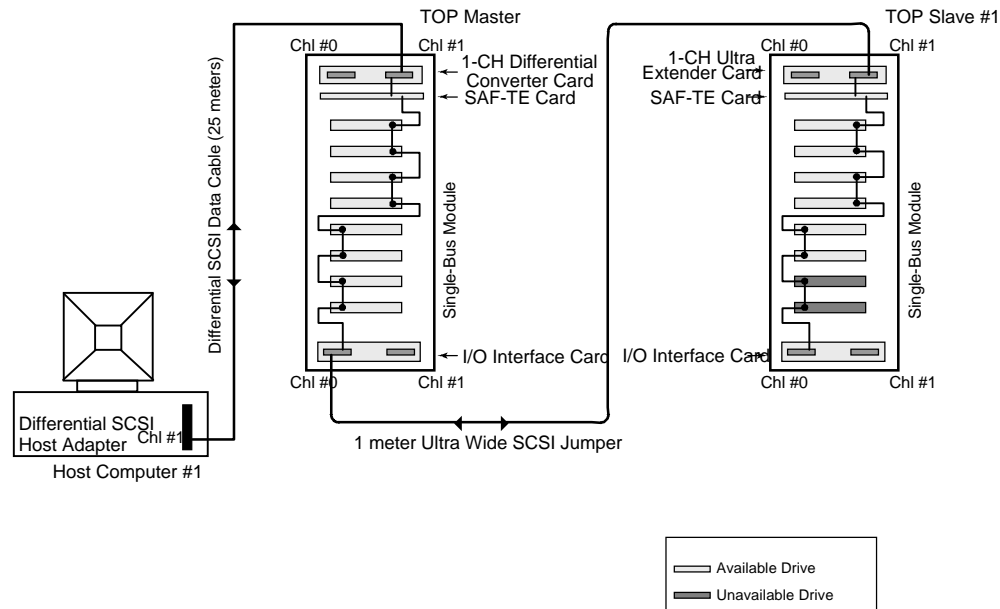 TOP Master
TOP Slave #1
Chl #0
Chl #1
Chl #0
Chl #1
1-CH Differential
Converter Card
SAF-TE Card
1-CH Ultra
Extender Card
SAF-TE Card
Differential SCSI Data Cable (25 meters)
Single-Bus Module
Single-Bus Module
I/O Interface Card
I/O Interface Card
Chl #0
Chl #1
Chl #0
Chl #1
Differential SCSI
Host Adapter
Chl #1
1 meter Ultra Wide SCSI Jumper
Host Computer #1
Available Drive
Unavailable Drive